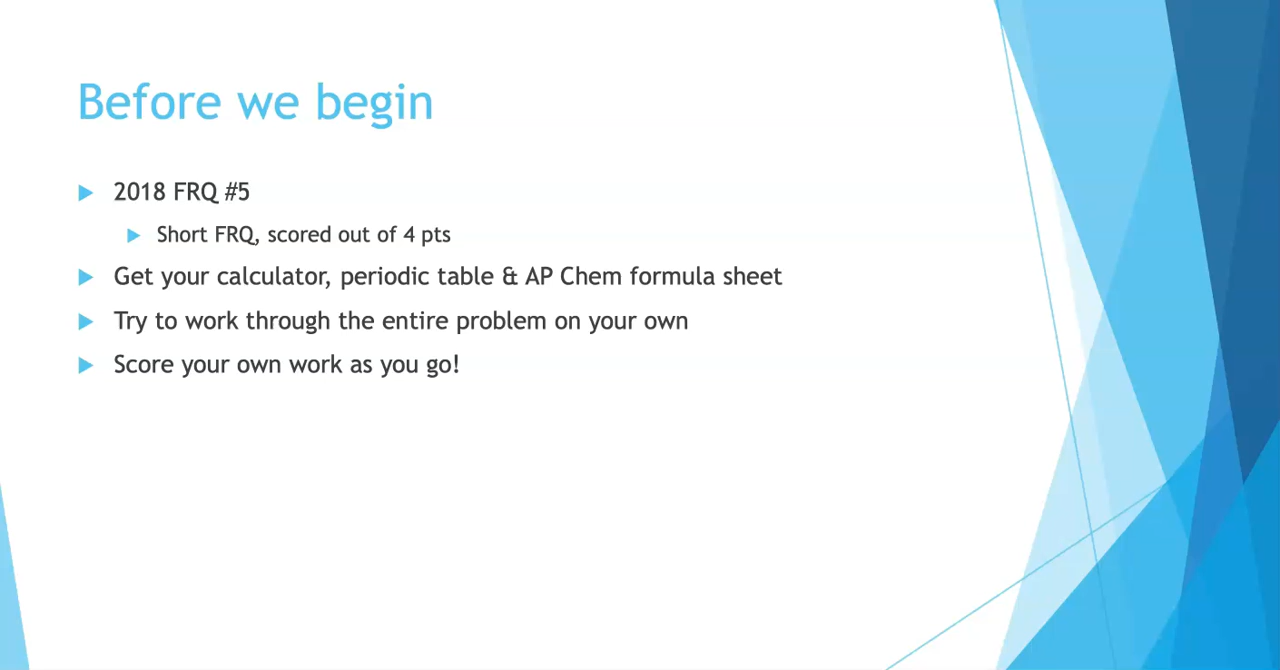 Before we begin
2018 FRQ #5
Short FRQ, scored out of 4 pts
Get your calculator, periodic table & AP Chem formula sheet
Try to work through the entire problem on your own
Score your own work as you go!